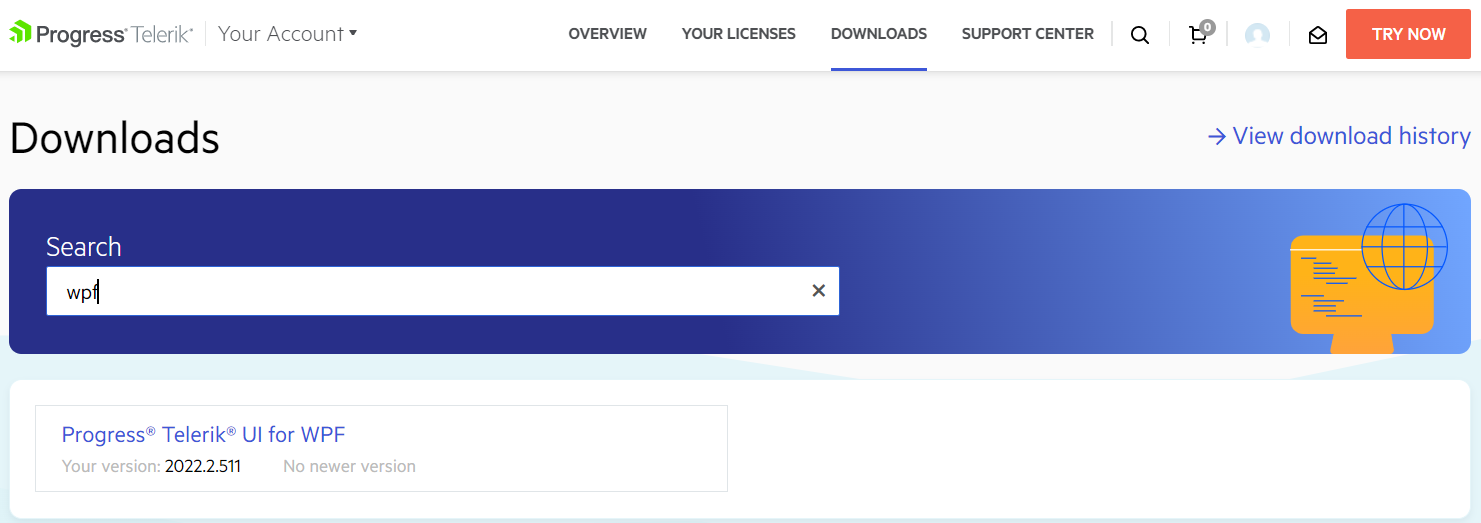 Progress® Telerik® Your Account OVERVIEW YOUR LICENSES DOWNLOADS SUPPORT CENTER 0 TRY NOW
Downloads
View download history
Search
wpf
Progress® Telerik® UI for WPF
Your version: 2022.2.511 No newer version